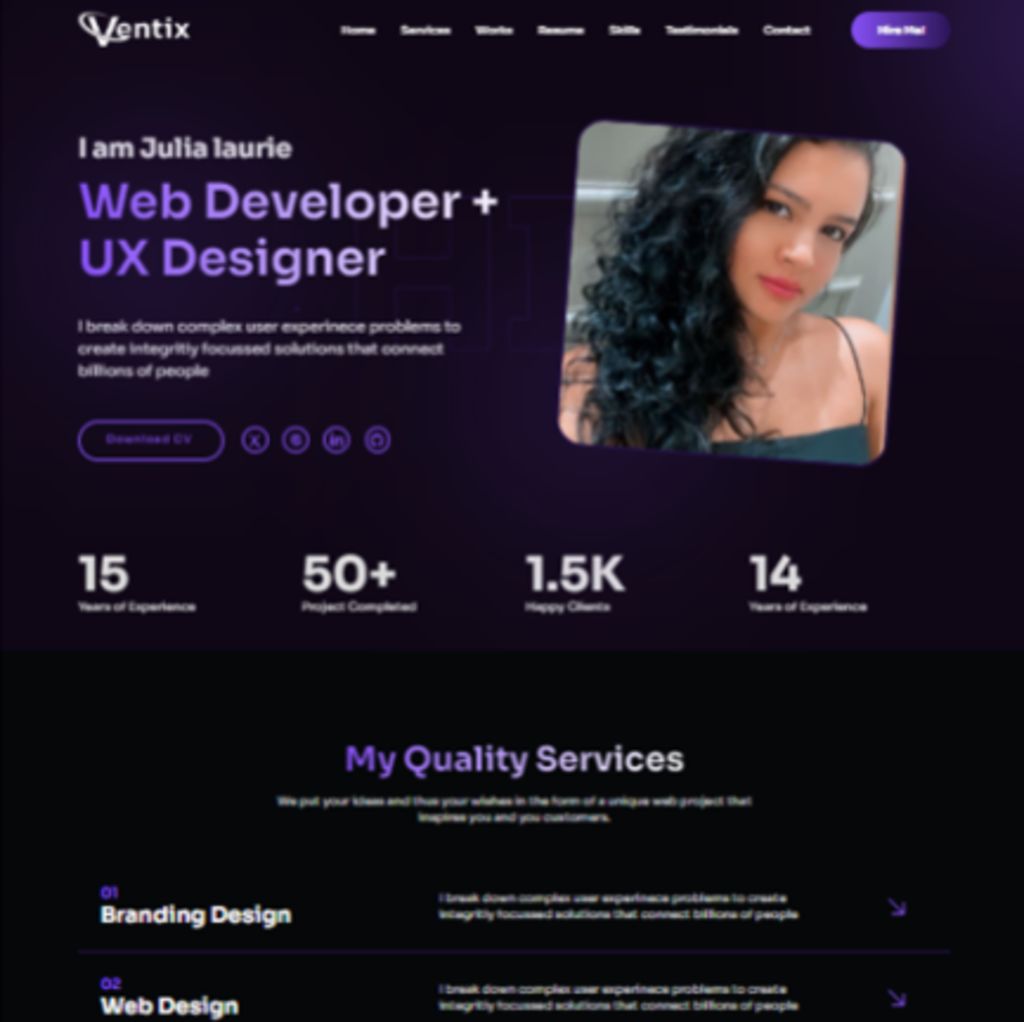 Ventix
Home Services Works Resume Skills Testimonials Contact Hire Me!
I am Julia laurie
Web Developer +
UX Designer
I break down complex user experinece problems to
create integritiy focussed solutions that connect
billions of people
Download CV
15
Years of Experience
50+
Project Completed
1.5K
Happy Clients
14
Years of Experience
My Quality Services
We put your ideas and thus your wishes in the form of a unique web project that
inspires you and you customers.
01
Branding Design
I break down complex user experinece problems to create
integritiy focussed solutions that connect billions of people
02
Web Design
I break down complex user experinece problems to create
integritiy focussed solutions that connect billions of people